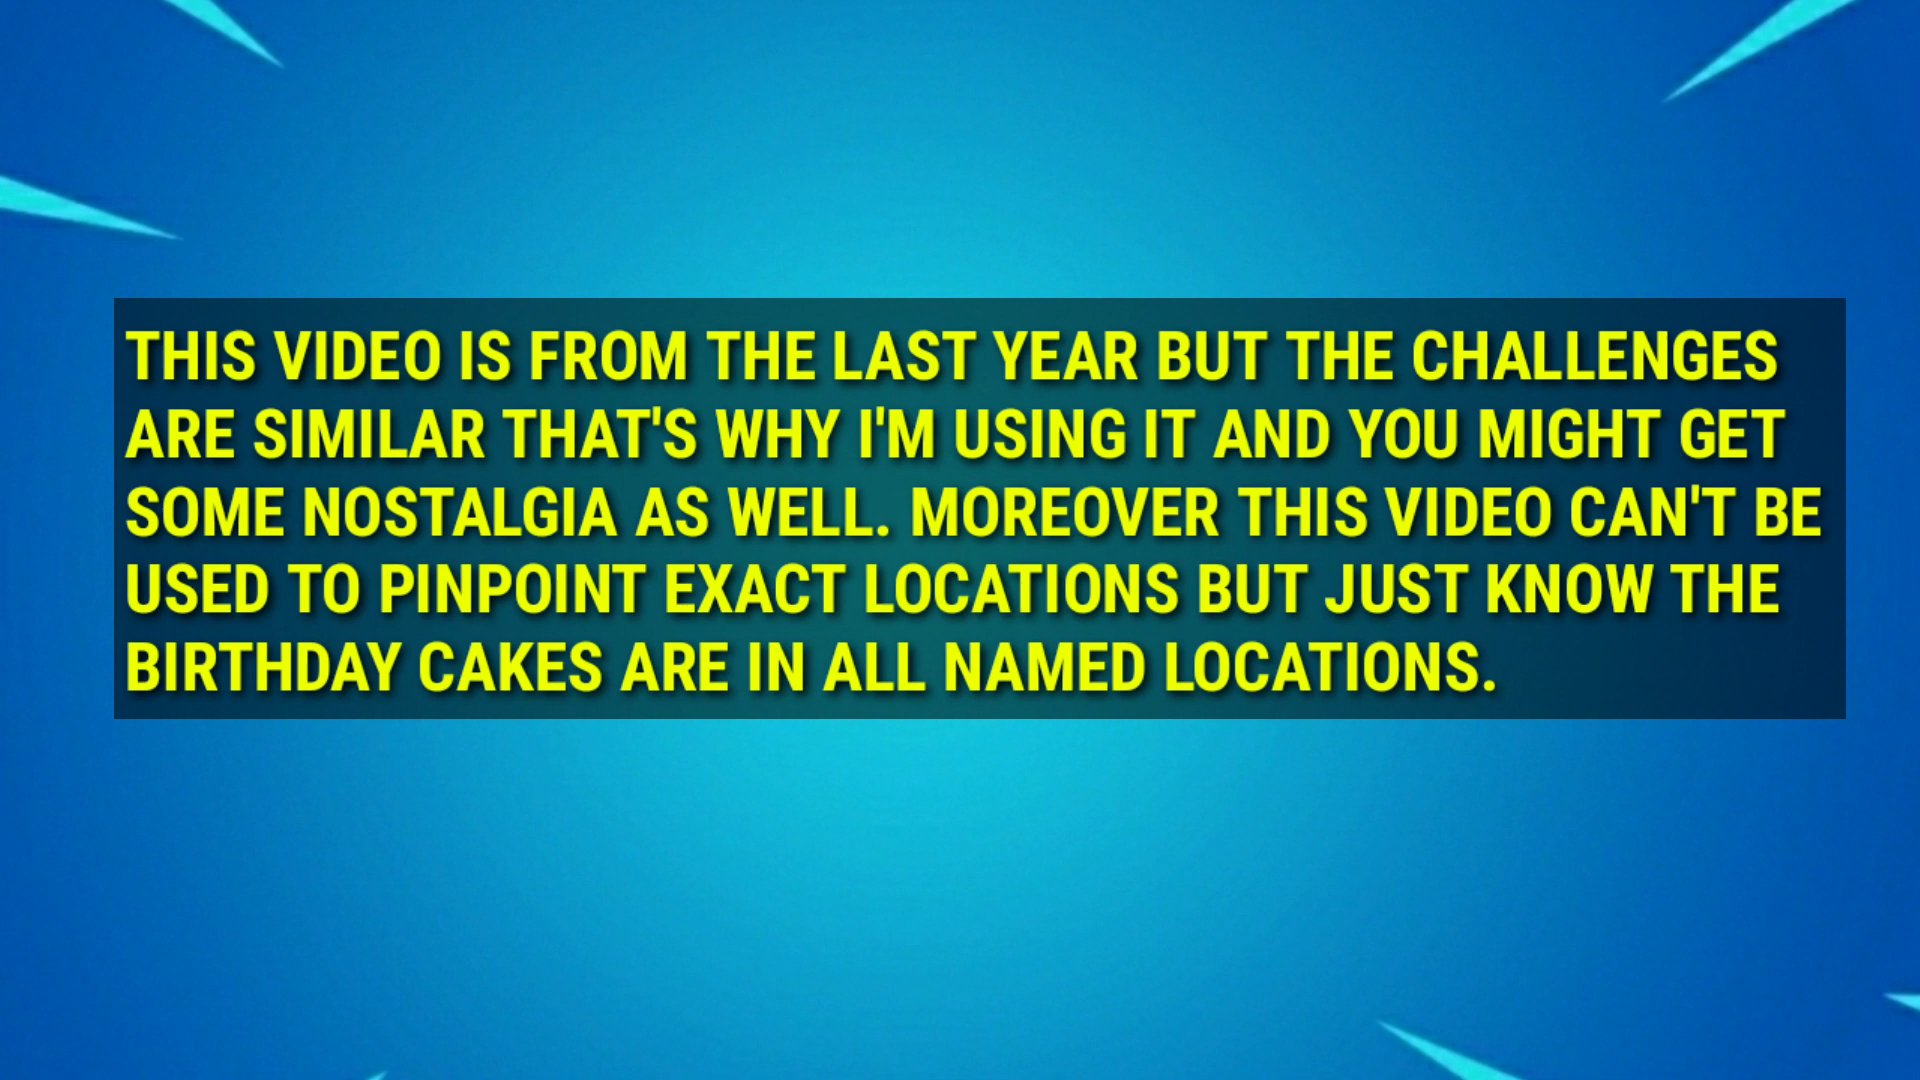 THIS VIDEO IS FROM THE LAST YEAR BUT THE CHALLENGES
ARE SIMILAR THAT'S WHY I'M USING IT AND YOU MIGHT GET
SOME NOSTALGIA AS WELL. MOREOVER THIS VIDEO CAN'T BE
USED TO PINPOINT EXACT LOCATIONS BUT JUST KNOW THE
BIRTHDAY CAKES ARE IN ALL NAMED LOCATIONS.